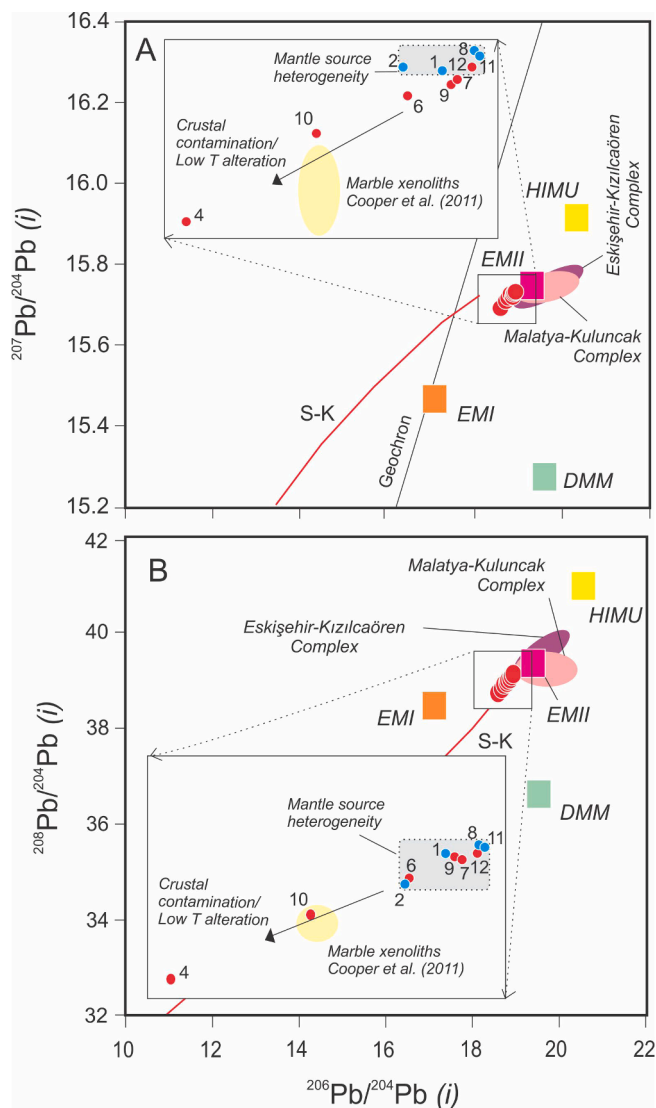 16.4
A
Mantle source
heterogeneity
2
1
8
12
11
9
7
6
10
Crustal
contamination/
Low T alteration
Marble xenoliths
Cooper et al. (2011)
4
16.2
16.0
15.8
15.6
15.4
15.2
207Pb/204Pb (i)
HIMU
Eskişehir-Kızılcaören
Complex
EMII
Malatya-Kuluncak
Complex
S-K
EMI
Geochron
DMM
42
B
Malatya-Kuluncak
Complex
HIMU
Eskişehir-Kızılcaören
Complex
EMII
EMI
S-K
DMM
40
38
36
34
32
208Pb/204Pb (i)
Mantle source
heterogeneity
8
1
11
6
9
7
12
2
Crustal
contamination/
Low T alteration
10
Marble xenoliths
Cooper et al. (2011)
4
10 12 14 16 18 20 22
206Pb/204Pb (i)